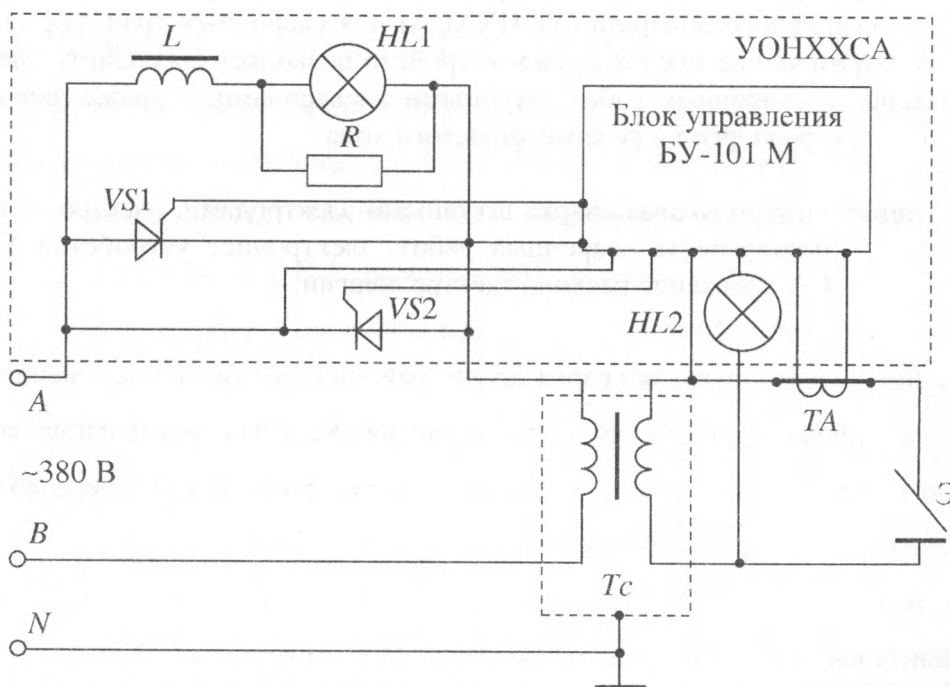 L
HL1
УОНХХСА
Блок управления
БУ-101 М
R
VS1
VS2
HL2
A
TA
~380 В
Э
B
Tc
N